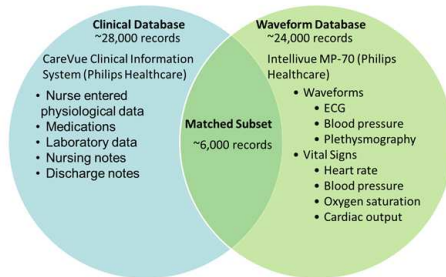 Clinical Database
~28,000 records
CareVue Clinical Information
System (Philips Healthcare)
• Nurse entered
physiological data
• Medications
• Laboratory data
• Nursing notes
• Discharge notes
Matched Subset
~6,000 records
Waveform Database
~24,000 records
Intellivue MP-70 (Philips
Healthcare)
• Waveforms
• ECG
• Blood pressure
• Plethysmography
• Vital Signs
• Heart rate
• Blood pressure
• Oxygen saturation
• Cardiac output